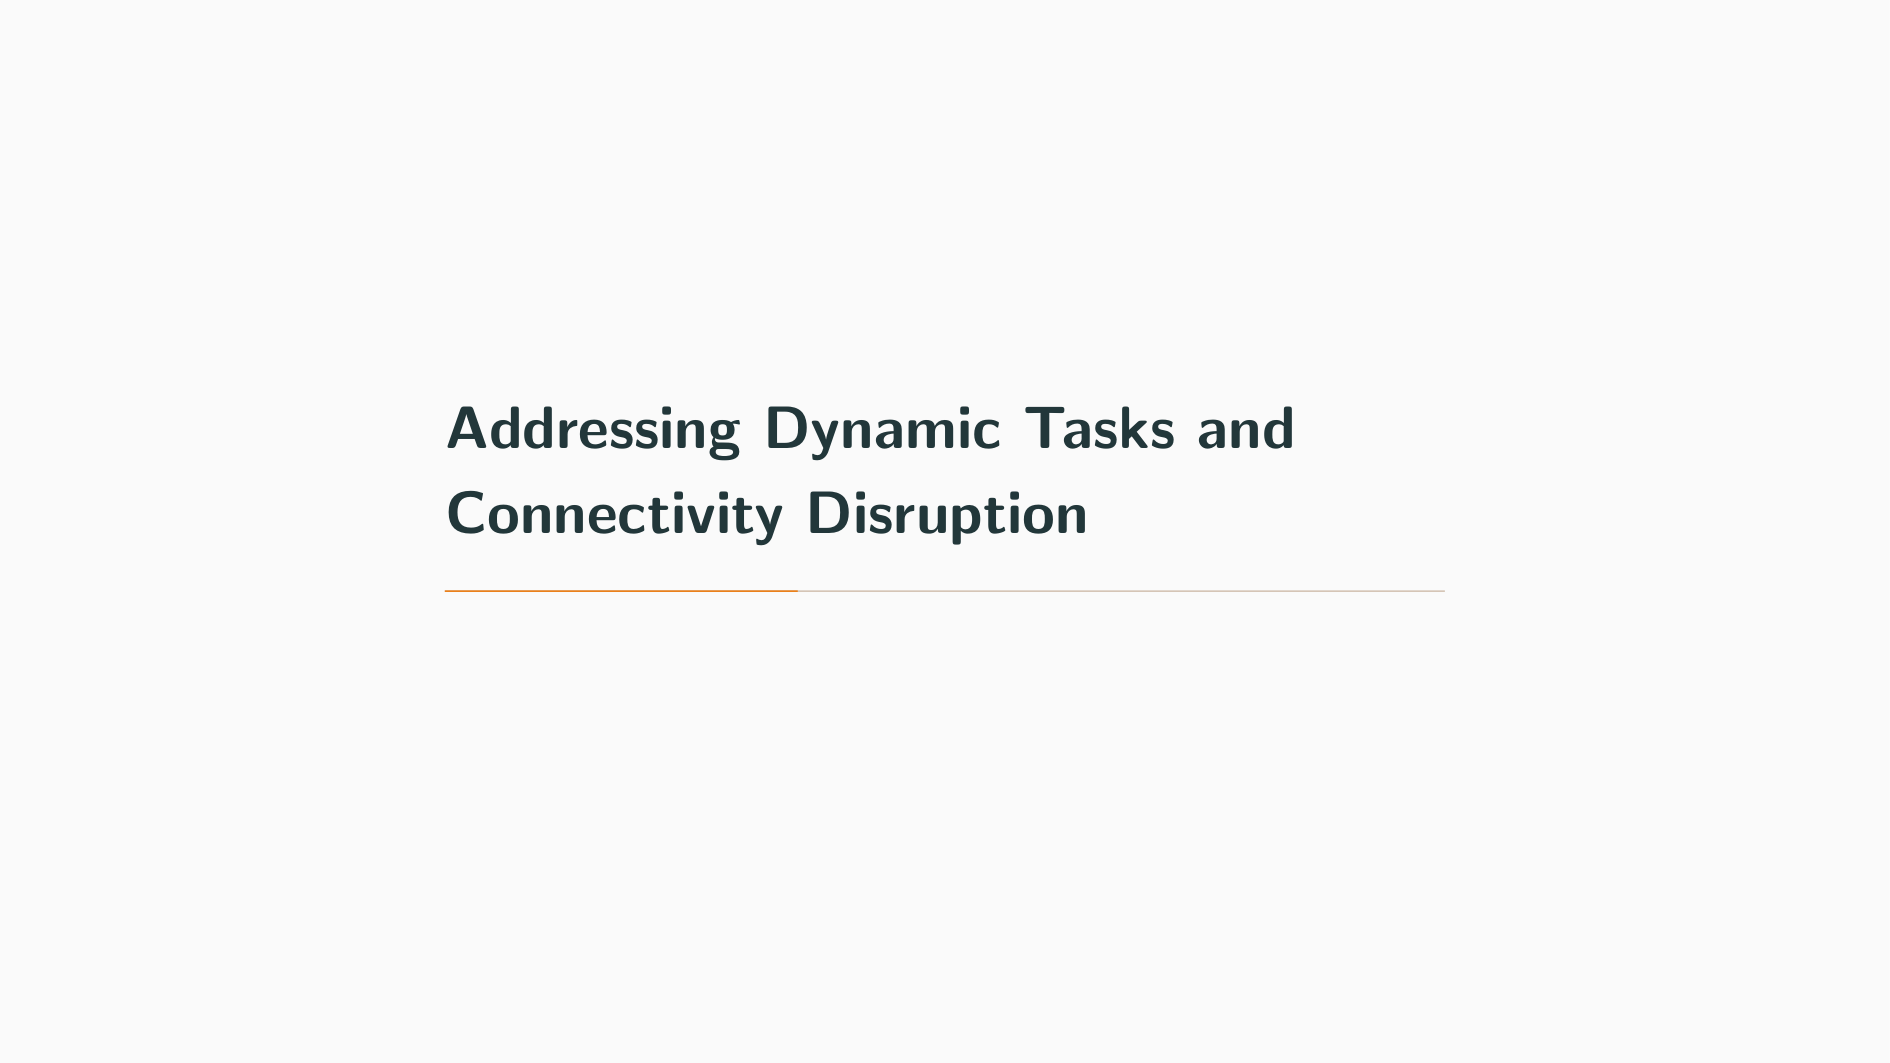 Addressing Dynamic Tasks and
Connectivity Disruption